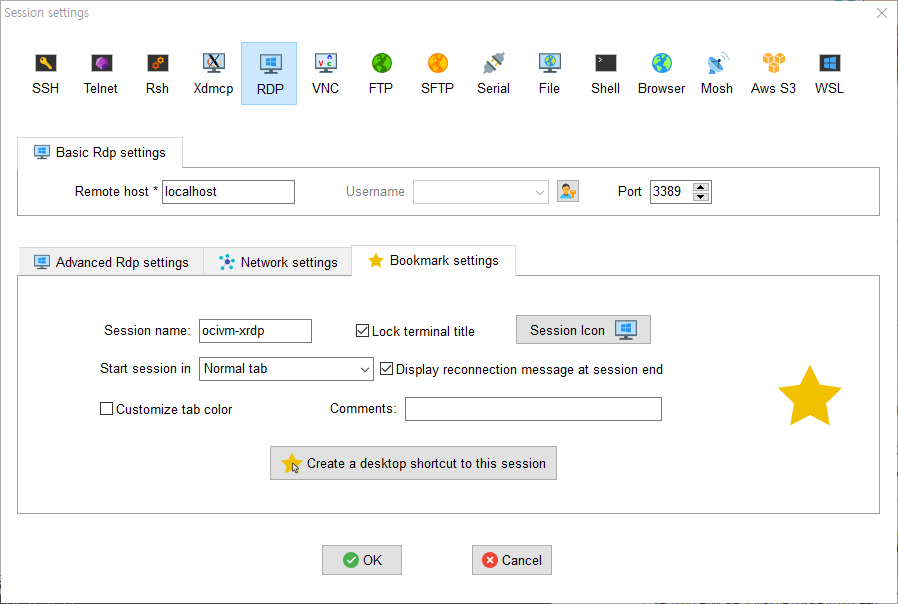 Session settings
SSH Telnet Rsh Xdmcp RDP VNC FTP SFTP Serial File Shell Browser Mosh Aws S3 WSL
Basic Rdp settings
Remote host * localhost Username Port 3389
Advanced Rdp settings Network settings Bookmark settings
Session name: ocivm-xrdp Lock terminal title Session Icon
Start session in Normal tab Display reconnection message at session end
Customize tab color Comments:
Create a desktop shortcut to this session
OK Cancel